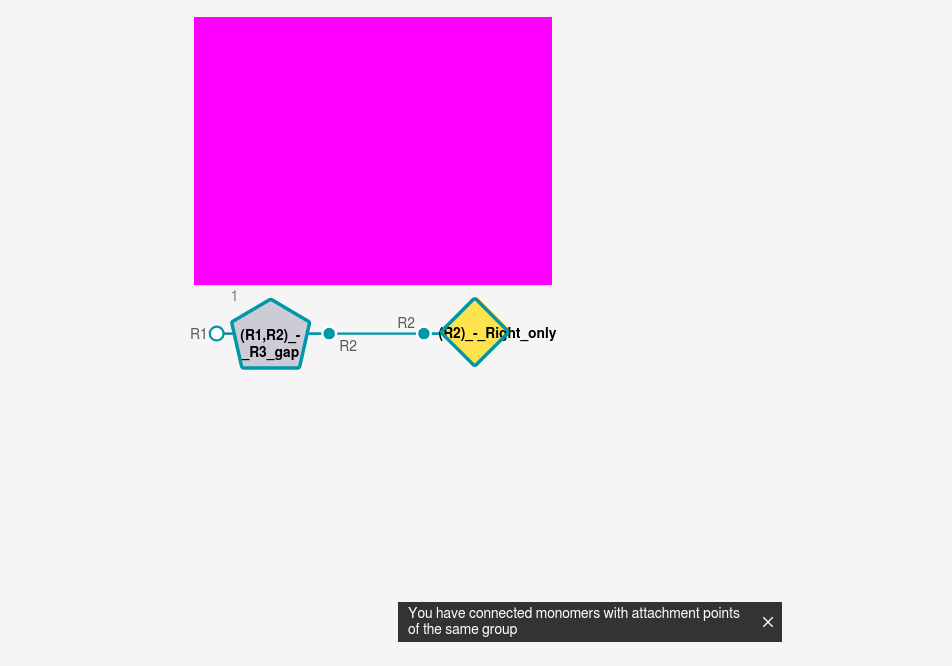 1
R1
(R1,R2)_-
_R3_gap
R2
R2
(R2)_-_Right_only
You have connected monomers with attachment points
of the same group